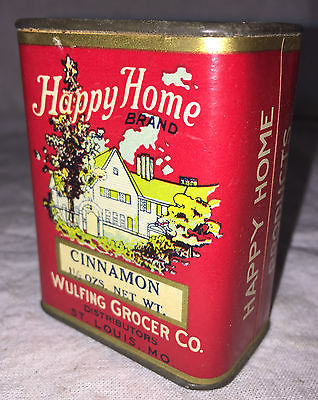 Happy Home
BRAND
CINNAMON
1½ OZS. NET WT.
WULFING GROCER CO.
DISTRIBUTORS
ST. LOUIS, MO
HAPPY HOME
PRODUCTS